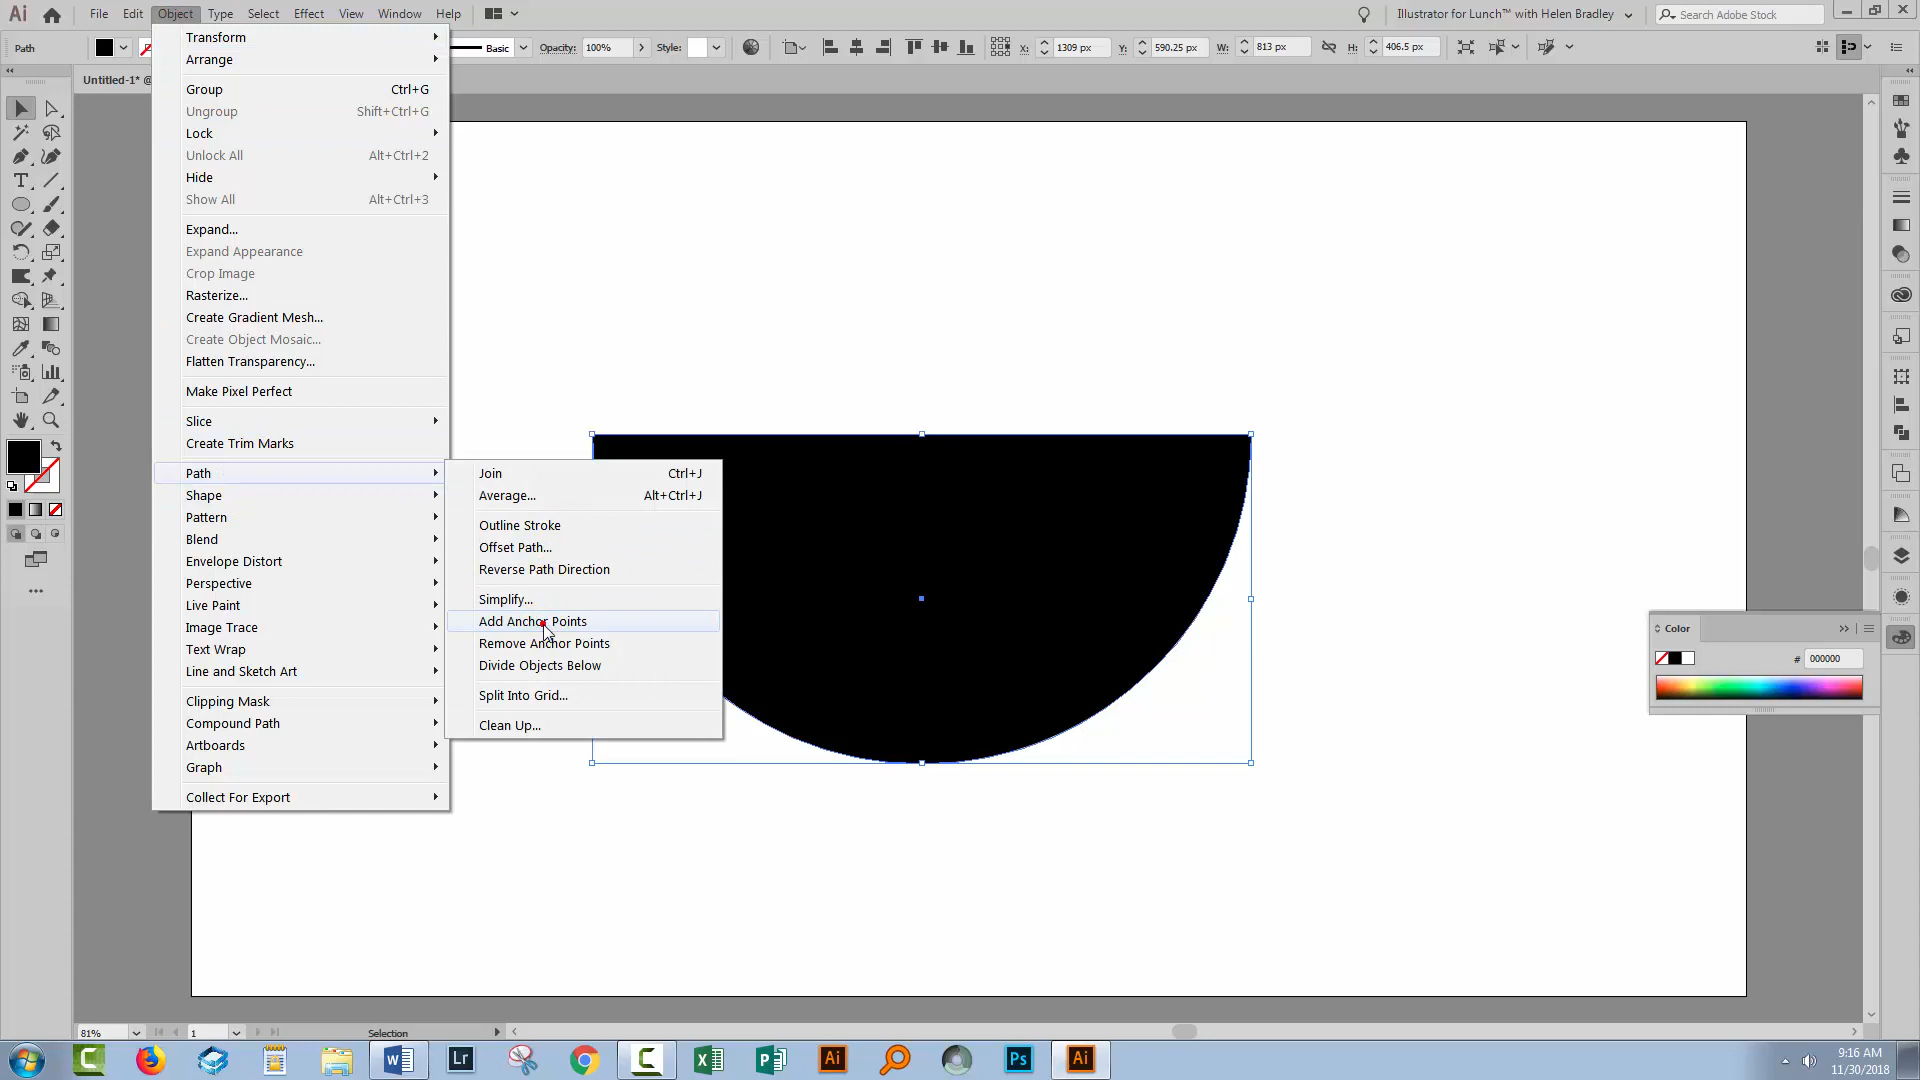 Ai File Edit Object Type Select Effect View Window Help Illustrator for Lunch™ with Helen Bradley Search Adobe Stock
Path Basic Opacity: 100% Style: X: 1309 px Y: 590.25 px W: 813 px H: 406.5 px
Untitled-1* @
Transform
Arrange
Group Ctrl+G
Ungroup Shift+Ctrl+G
Lock
Unlock All Alt+Ctrl+2
Hide
Show All Alt+Ctrl+3
Expand...
Expand Appearance
Crop Image
Rasterize...
Create Gradient Mesh...
Create Object Mosaic...
Flatten Transparency...
Make Pixel Perfect
Slice
Create Trim Marks
Path
Shape
Pattern
Blend
Envelope Distort
Perspective
Live Paint
Image Trace
Text Wrap
Line and Sketch Art
Clipping Mask
Compound Path
Artboards
Graph
Collect For Export
Join Ctrl+J
Average... Alt+Ctrl+J
Outline Stroke
Offset Path...
Reverse Path Direction
Simplify...
Add Anchor Points
Remove Anchor Points
Divide Objects Below
Split Into Grid...
Clean Up...
Color
# 000000
81% 1 Selection
Lr Ai Ps Ai
9:16 AM
11/30/2018